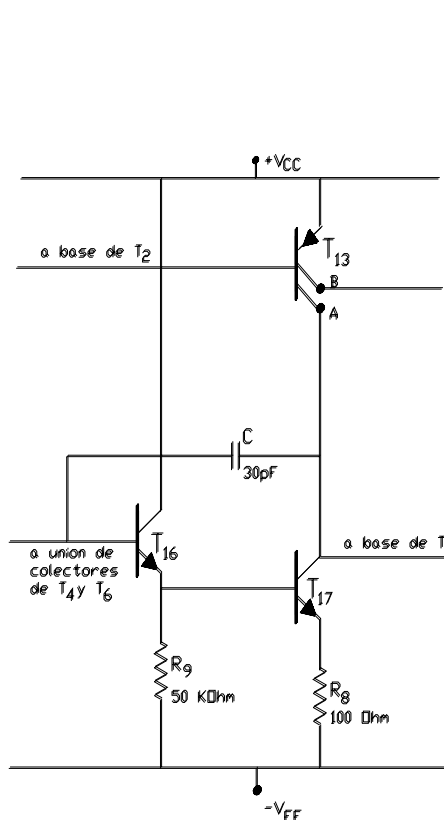 +VCC
a base de T2
T13
B
A
C
30pF
a base de T
T16
a union de
colectores
de T4 y T6
T17
R9
50 KOhm
R8
100 Ohm
-VEE